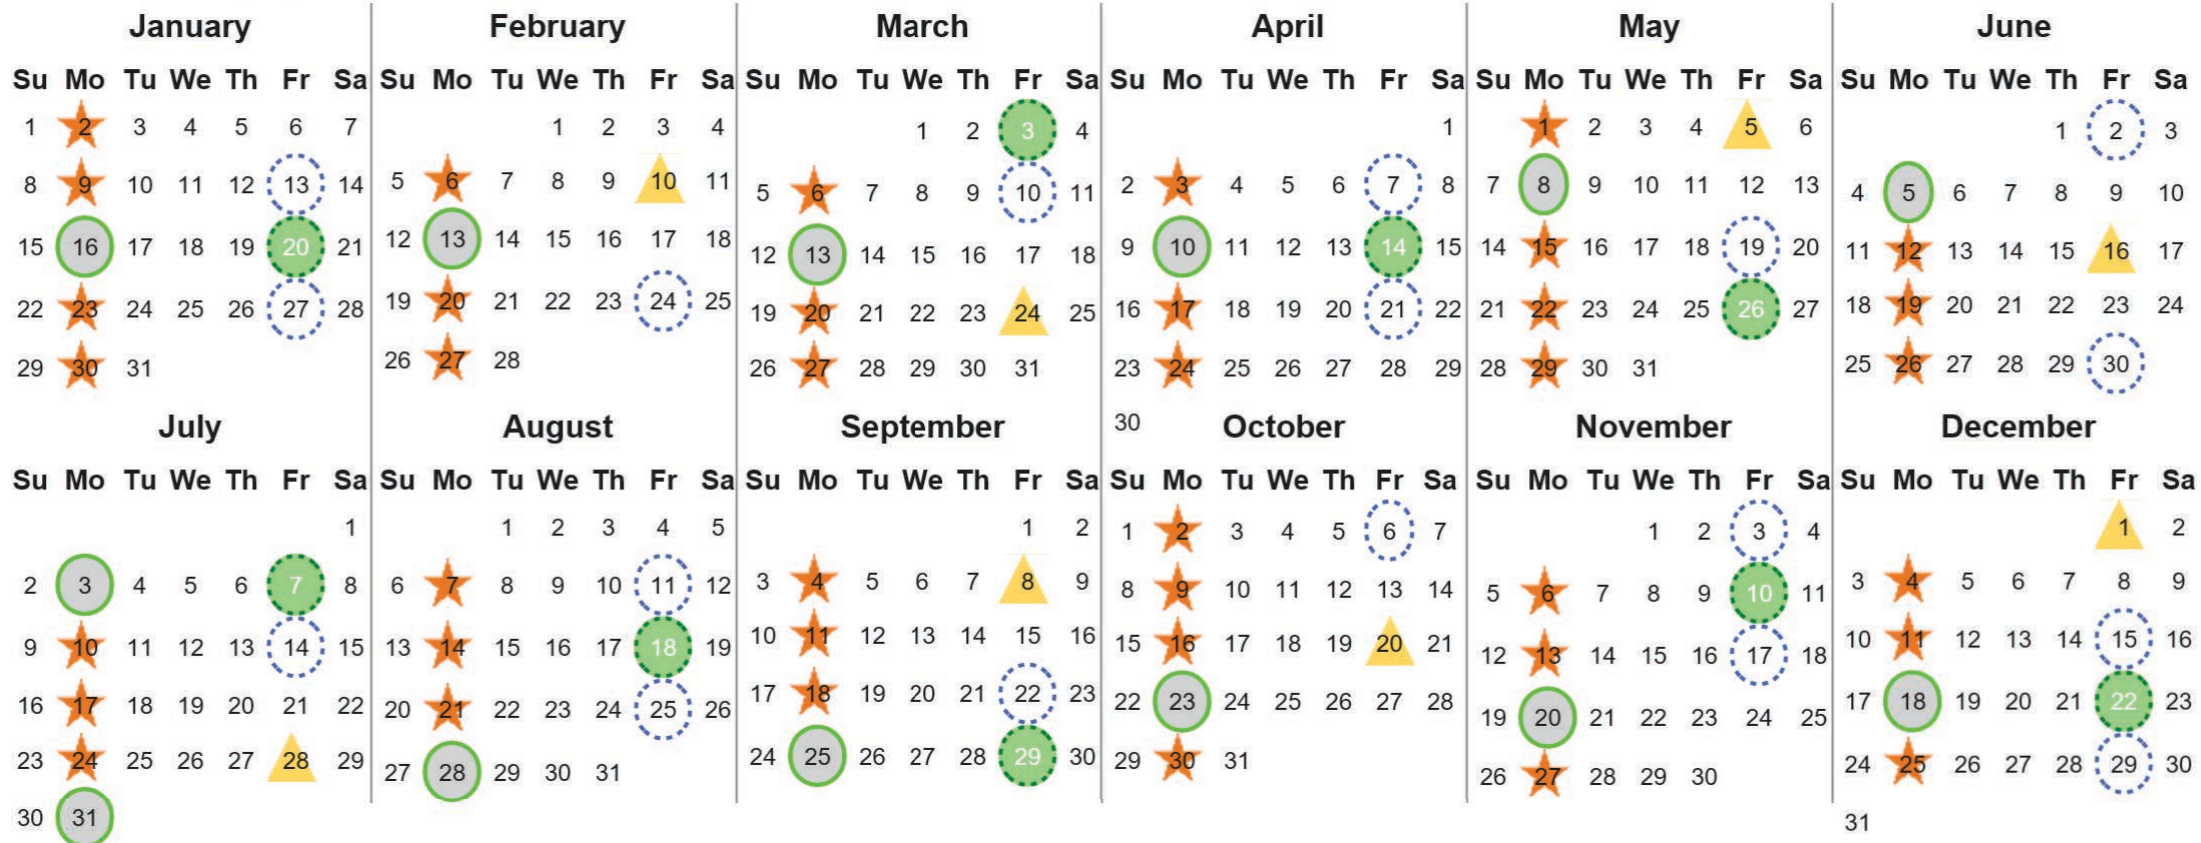 January February March April May June
Su Mo Tu We Th Fr Sa Su Mo Tu We Th Fr Sa Su Mo Tu We Th Fr Sa Su Mo Tu We Th Fr Sa Su Mo Tu We Th Fr Sa Su Mo Tu We Th Fr Sa
1 2 3 4 5 6 7 1 2 3 4 1 2 3 4 1 1 2 3 4 5 6 1 2 3
8 9 10 11 12 13 14 5 6 7 8 9 10 11 5 6 7 8 9 10 11 2 3 4 5 6 7 8 7 8 9 10 11 12 13 4 5 6 7 8 9 10
15 16 17 18 19 20 21 12 13 14 15 16 17 18 12 13 14 15 16 17 18 9 10 11 12 13 14 15 14 15 16 17 18 19 20 11 12 13 14 15 16 17
22 23 24 25 26 27 28 19 20 21 22 23 24 25 19 20 21 22 23 24 25 16 17 18 19 20 21 22 21 22 23 24 25 26 27 18 19 20 21 22 23 24
29 30 31 26 27 28 26 27 28 29 30 31 23 24 25 26 27 28 29 28 29 30 31 25 26 27 28 29 30
30
July August September October November December
Su Mo Tu We Th Fr Sa Su Mo Tu We Th Fr Sa Su Mo Tu We Th Fr Sa Su Mo Tu We Th Fr Sa Su Mo Tu We Th Fr Sa Su Mo Tu We Th Fr Sa
1 1 2 3 4 5 1 2 1 2 3 4 5 6 7 1 2 3 4 1 2
2 3 4 5 6 7 8 6 7 8 9 10 11 12 3 4 5 6 7 8 9 8 9 10 11 12 13 14 5 6 7 8 9 10 11 3 4 5 6 7 8 9
9 10 11 12 13 14 15 13 14 15 16 17 18 19 10 11 12 13 14 15 16 15 16 17 18 19 20 21 12 13 14 15 16 17 18 10 11 12 13 14 15 16
16 17 18 19 20 21 22 20 21 22 23 24 25 26 17 18 19 20 21 22 23 22 23 24 25 26 27 28 19 20 21 22 23 24 25 17 18 19 20 21 22 23
23 24 25 26 27 28 29 27 28 29 30 31 24 25 26 27 28 29 30 29 30 31 26 27 28 29 30 24 25 26 27 28 29 30
30 31 31